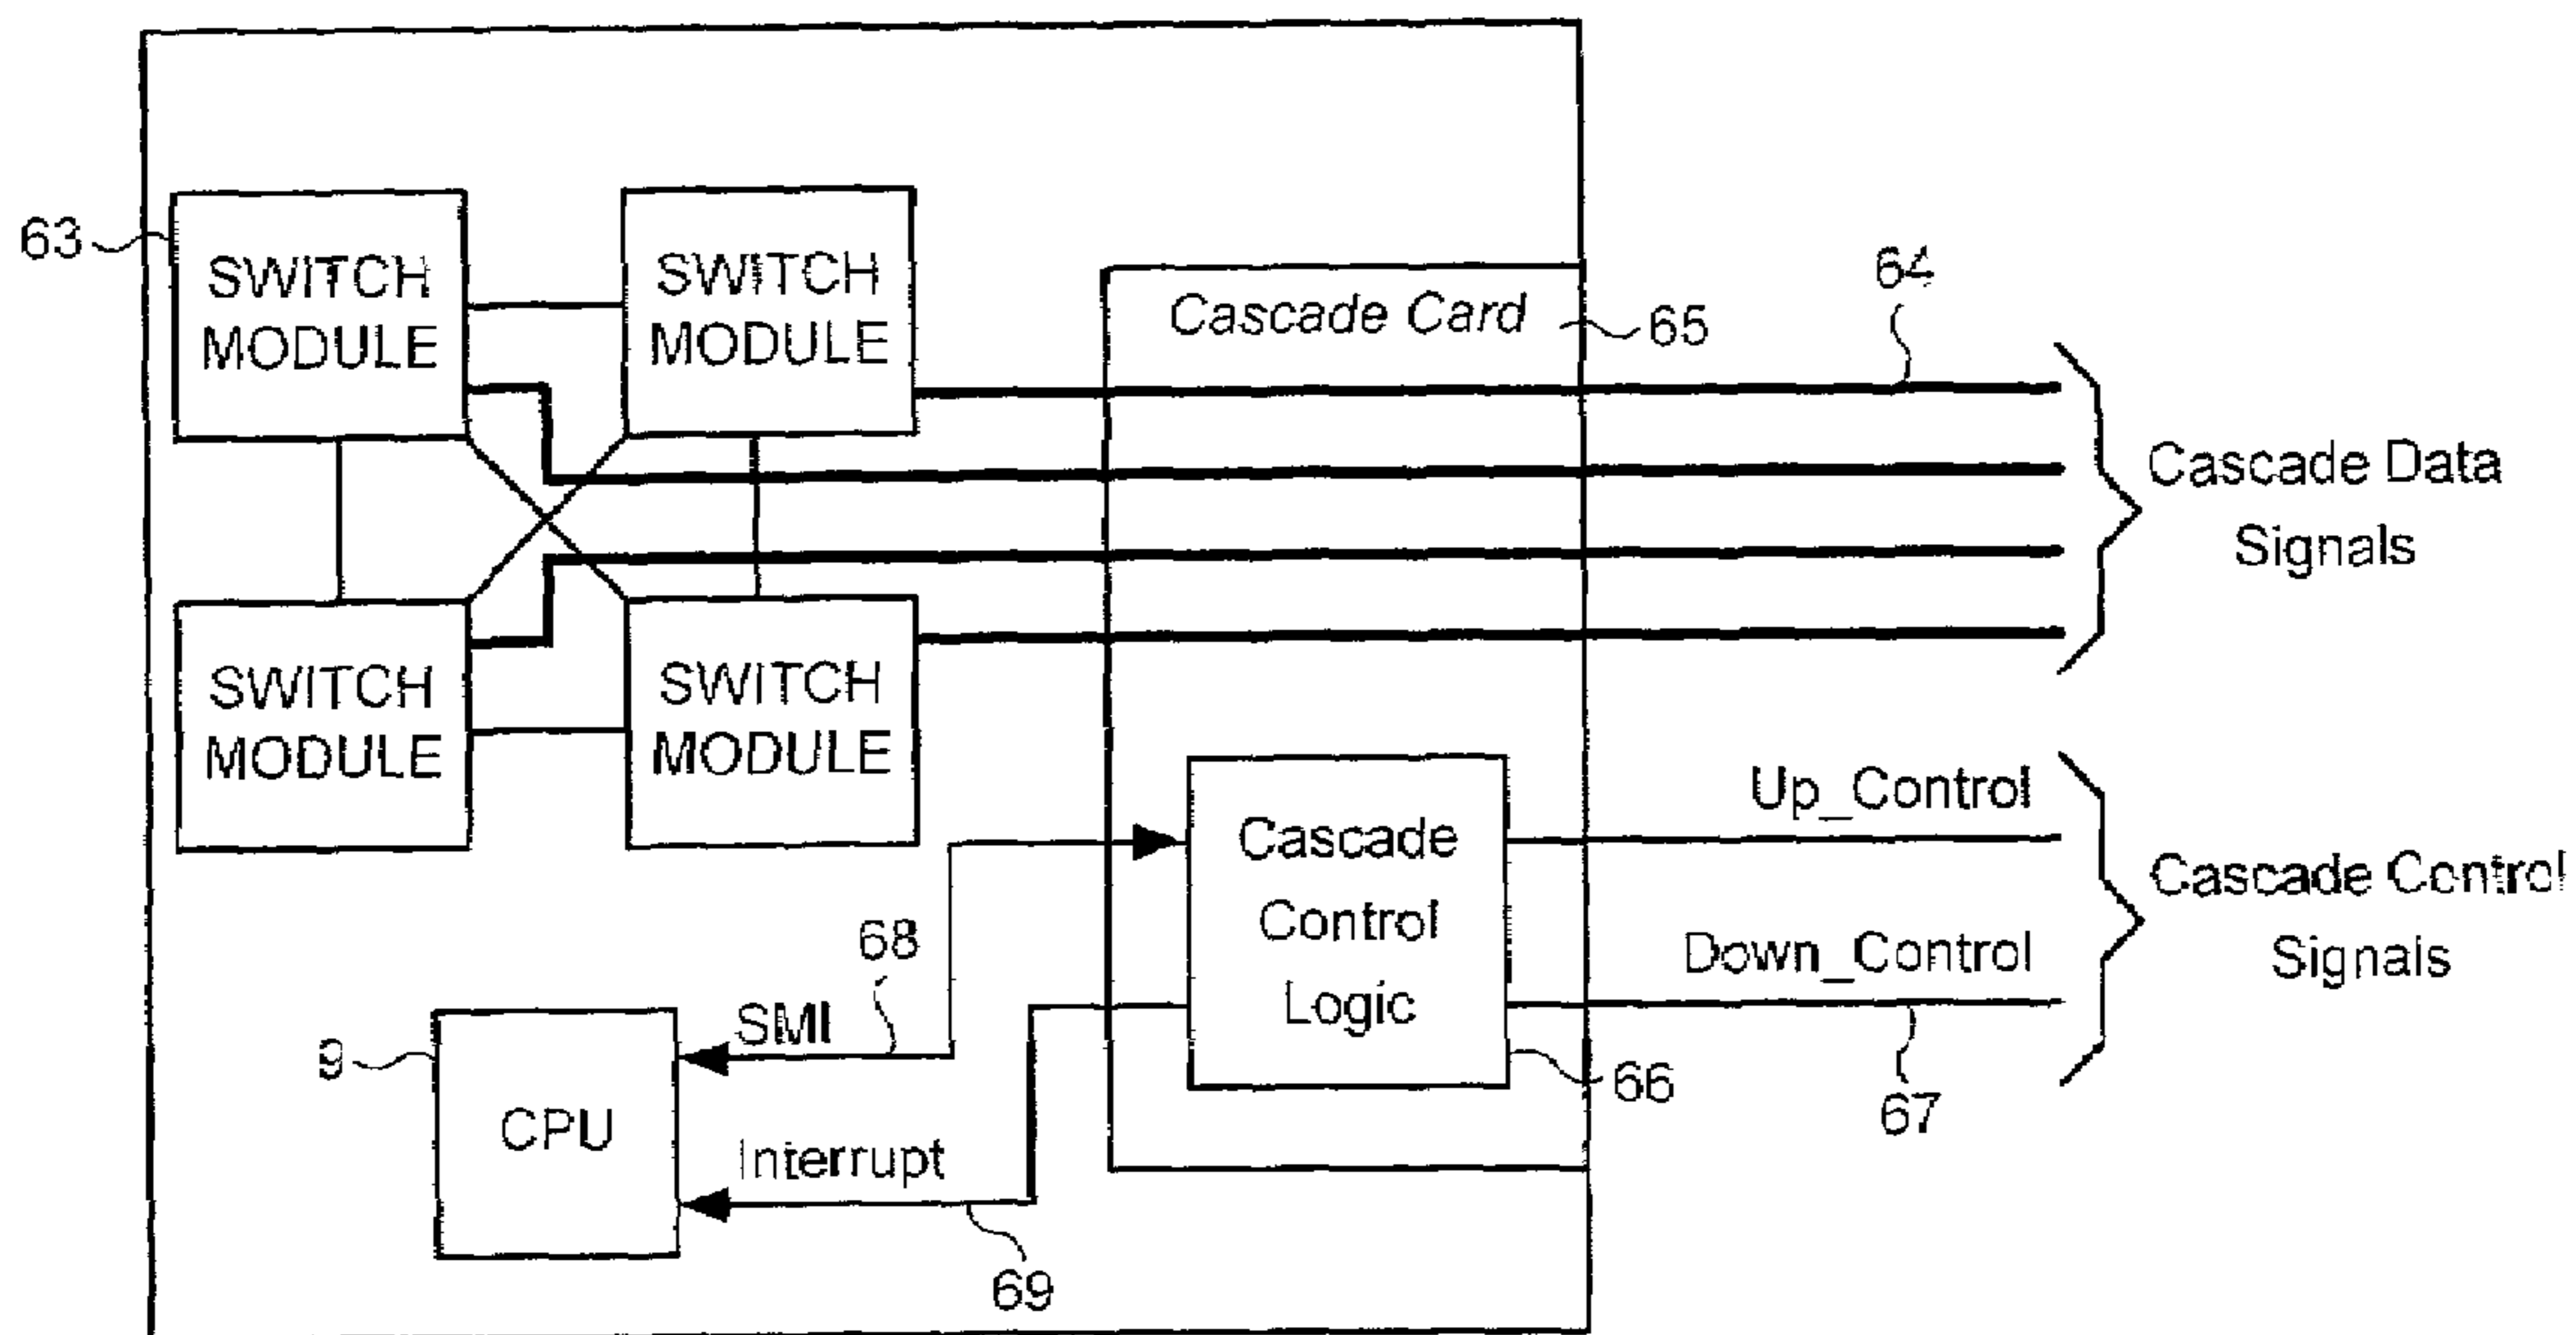 63
SWITCH
MODULE
SWITCH
MODULE
Cascade Card
65
64
Cascade Data
Signals
SWITCH
MODULE
SWITCH
MODULE
Cascade
Control
Logic
66
Up_Control
Down_Control
67
Cascade Control
Signals
68
SMI
9
CPU
Interrupt
69